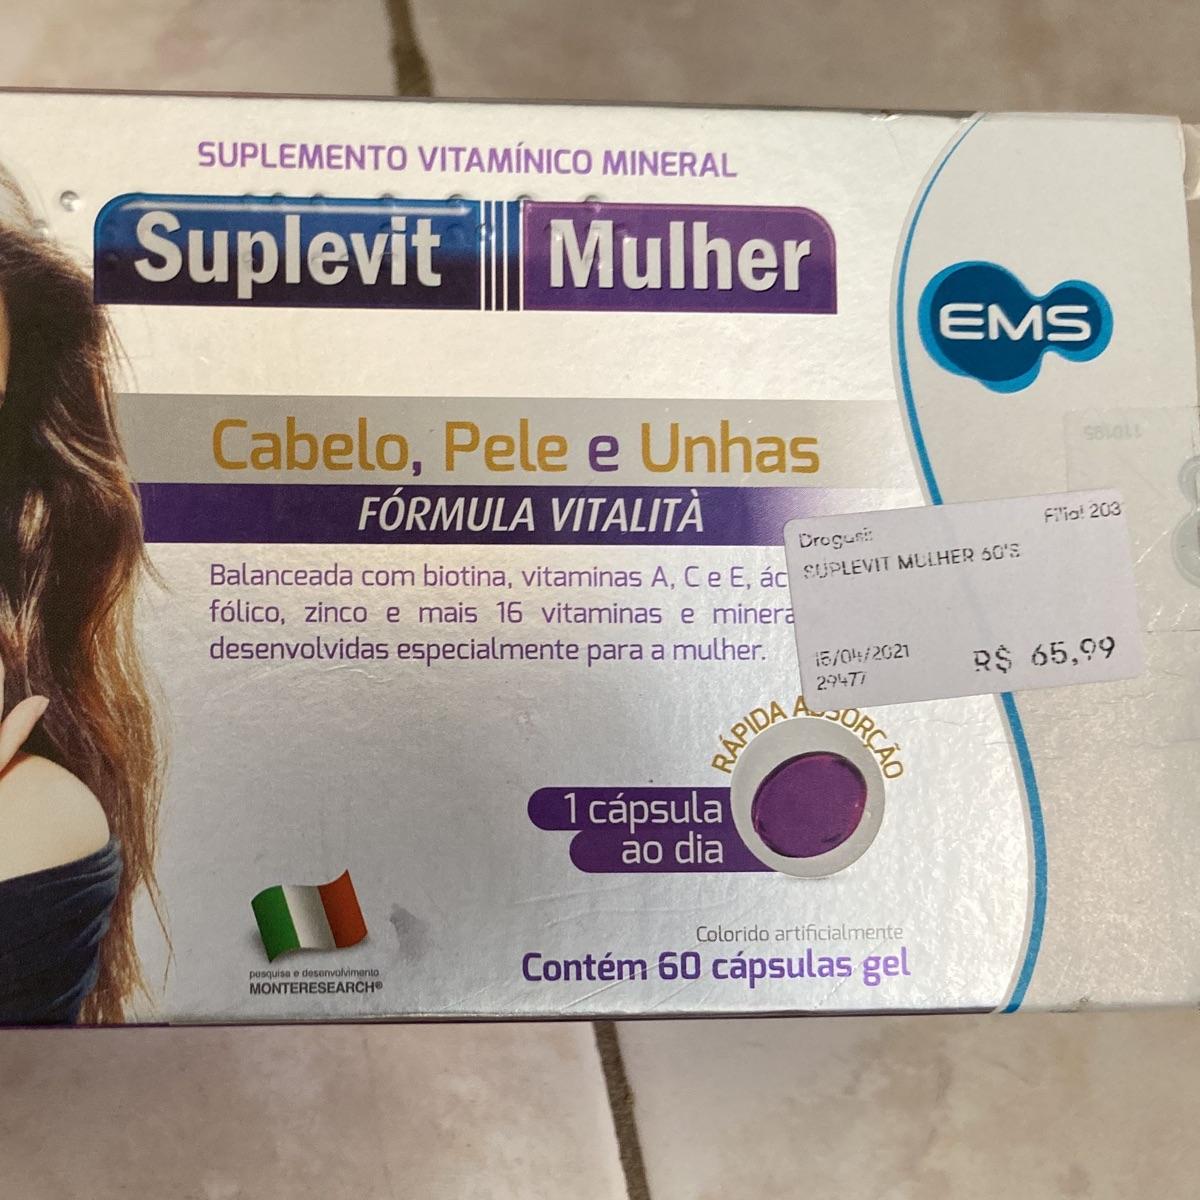 SUPLEMENTO VITAMÍNICO MINERAL
Suplevit Mulher
EMS
Cabelo, Pele e Unhas
FÓRMULA VITALITÀ
Balanceada com biotina, vitaminas A, C e E,
fólico, zinco e mais 16 vitaminas e
desenvolvidas especialmente para a mulher.
Filial 203
SUPLEVIT MULHER 60'S
15/04/2021
R$ 65,99
29477
RÁPIDA ABSORÇÃO
1 cápsula
ao dia
Colorido artificialmente
Contém 60 cápsulas gel
pesquisa e desenvolvimento
MONTERESEARCH®